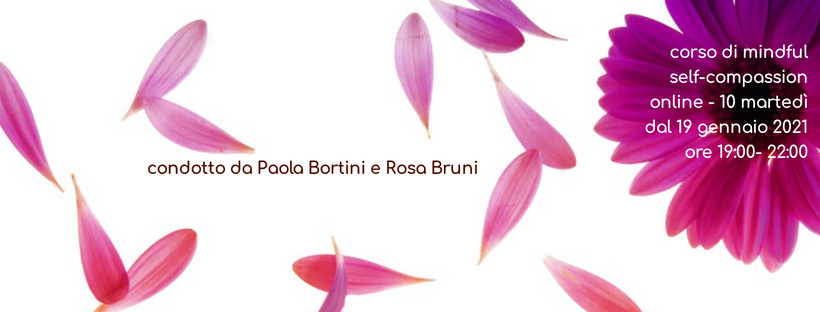 corso di mindful
self-compassion
online - 10 martedì
dal 19 gennaio 2021
ore 19:00- 22:00
condotto da Paola Bortini e Rosa Bruni